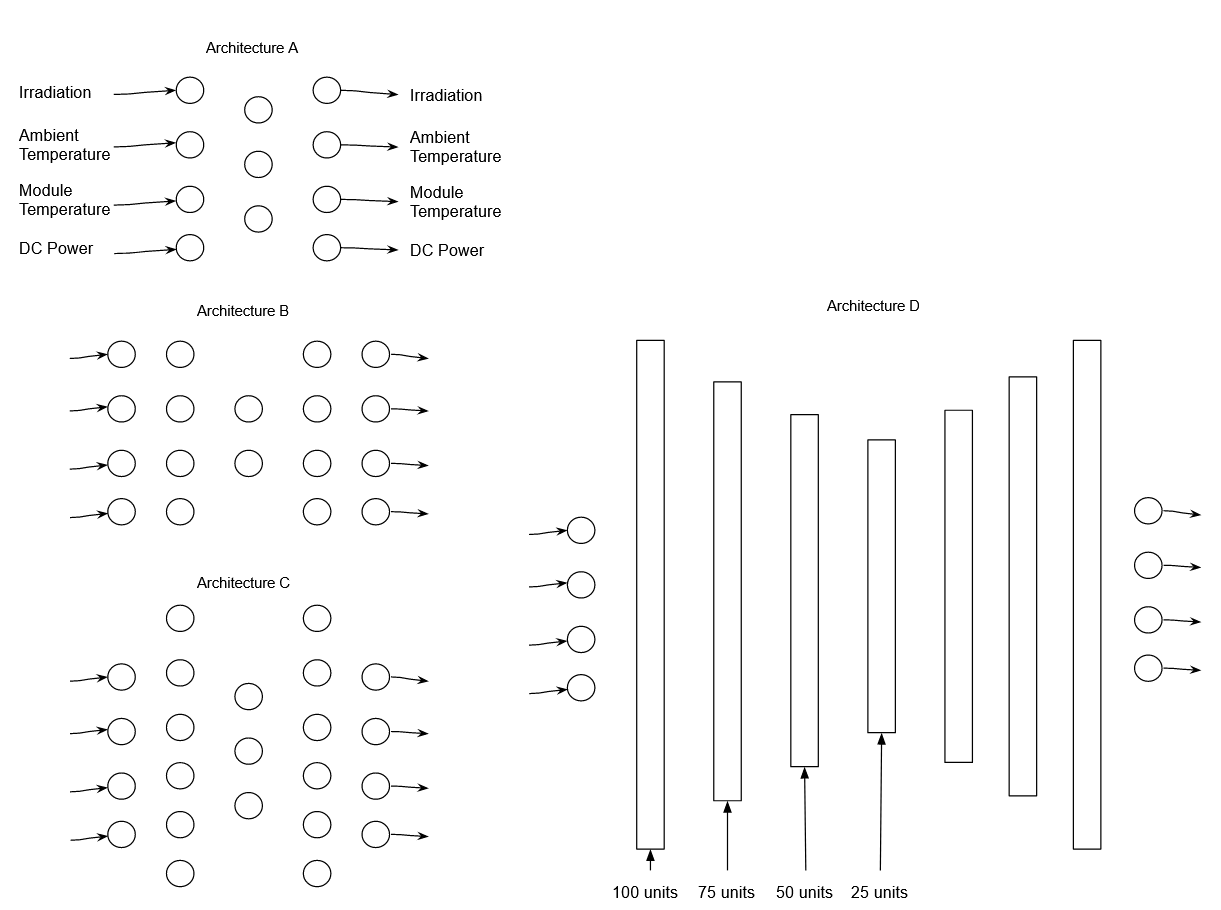 Architecture A
Irradiation
Irradiation
Ambient
Temperature
Ambient
Temperature
Module
Temperature
Module
Temperature
DC Power
DC Power
Architecture B
Architecture D
Architecture C
100 units
75 units
50 units
25 units